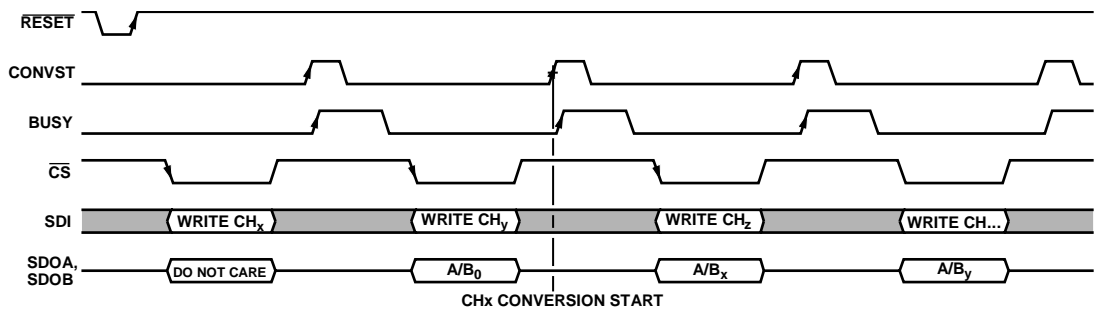 RESET
CONVST
BUSY
CS
SDI WRITE CHx WRITE CHy WRITE CHz WRITE CH...
SDOA,
SDOB DO NOT CARE A/B0 A/Bx A/By
CHx CONVERSION START